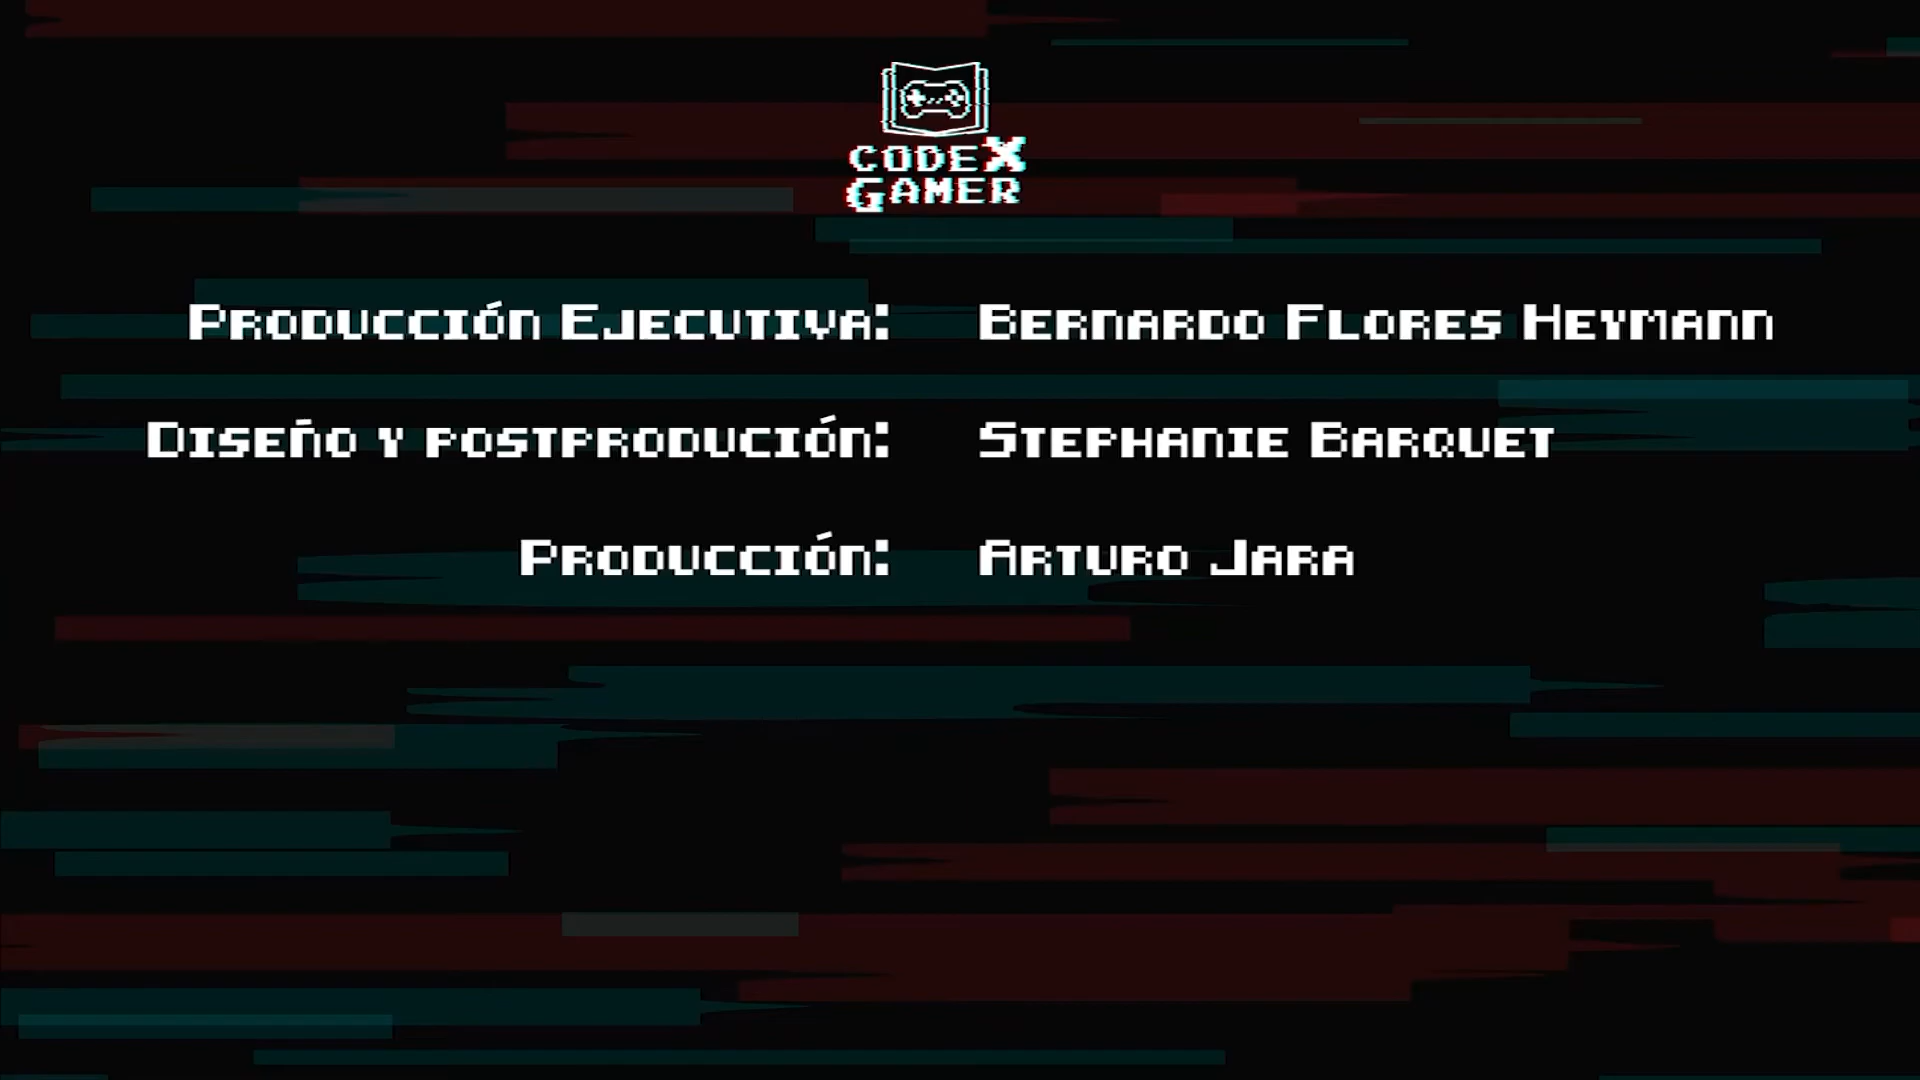 CODEX
GAMER
Producción Ejecutiva: Bernardo Flores Heymann
Diseño y postprodución: Stephanie Barquet
Producción: Arturo Jara